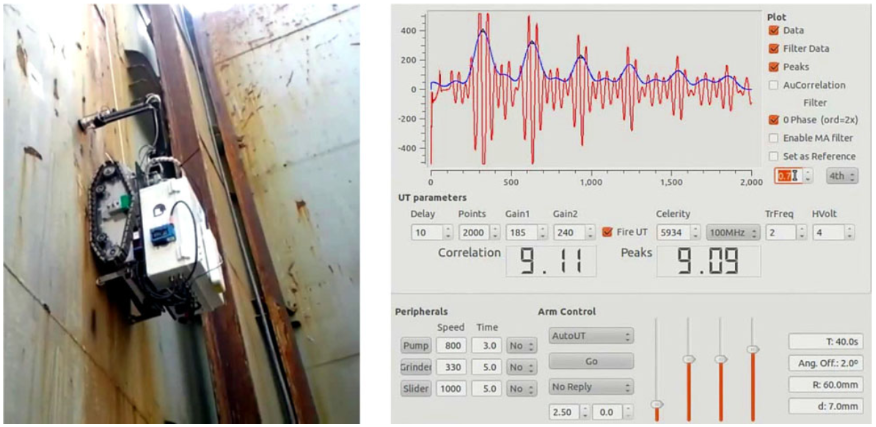 Plot
Data
Filter Data
Peaks
AuCorrelation
Filter
0 Phase (ord=2x)
Enable MA filter
Set as Reference
0.7 4th
400
200
0
-200
-400
0 500 1,000 1,500 2,000
UT parameters
Delay Points Gain1 Gain2 Celerity TrFreq HVolt
10 2000 185 240 Fire UT 5934 100MHz 2 4
Correlation 9.11 Peaks 9.09
Peripherals
Speed Time
Pump 800 3.0 No
Grinder 330 5.0 No
Slider 1000 5.0 No
Arm Control
AutoUT
Go
No Reply
2.50 0.0
T: 40.0s
Ang. Off.: 2.0º
R: 60.0mm
d: 7.0mm